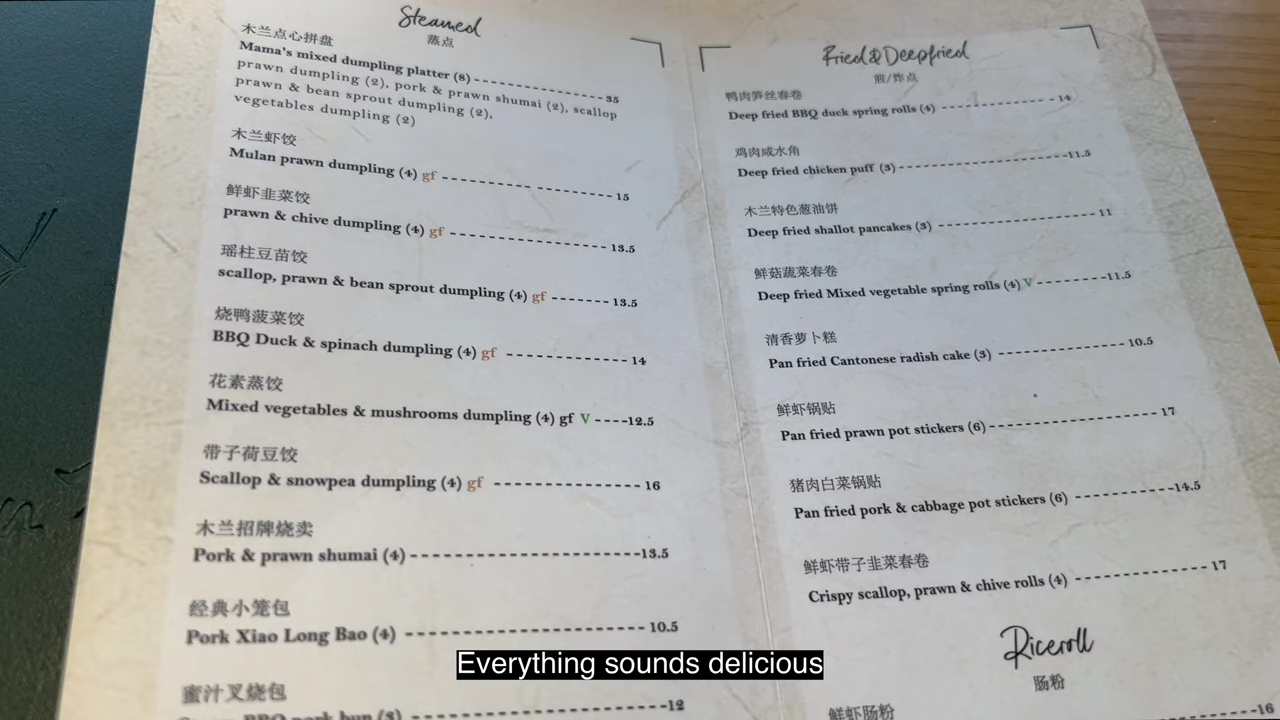 Steamed
蒸点
木兰点心拼盘
Mama's mixed dumpling platter (8) 35
prawn dumpling (2), pork & prawn shumai (2), scallop
prawn & bean sprout dumpling (2),
vegetables dumpling (2)
木兰虾饺
Mulan prawn dumpling (4) gf 15
鲜虾韭菜饺
prawn & chive dumpling (4) gf 13.5
瑶柱豆苗饺
scallop, prawn & bean sprout dumpling (4) gf 13.5
烧鸭菠菜饺
BBQ Duck & spinach dumpling (4) gf 14
花素蒸饺
Mixed vegetables & mushrooms dumpling (4) gf V 12.5
带子荷豆饺
Scallop & snowpea dumpling (4) gf 16
木兰招牌烧卖
Pork & prawn shumai (4) 13.5
经典小笼包
Pork Xiao Long Bao (4) 10.5
蜜汁叉烧包
BBQ pork bun (3) 12
Fried & Deepfried
煎/炸点
鸭肉笋丝春卷
Deep fried BBQ duck spring rolls (4) 14
鸡肉咸水角
Deep fried chicken puff (3) 11.5
木兰特色葱油饼
Deep fried shallot pancakes (3) 11
鲜菇蔬菜春卷
Deep fried Mixed vegetable spring rolls (4) V 11.5
清香萝卜糕
Pan fried Cantonese radish cake (3) 10.5
鲜虾锅贴
Pan fried prawn pot stickers (6) 17
猪肉白菜锅贴
Pan fried pork & cabbage pot stickers (6) 14.5
鲜虾带子韭菜春卷
Crispy scallop, prawn & chive rolls (4) 17
Riceroll
肠粉
鲜虾肠粉
16
Everything sounds delicious